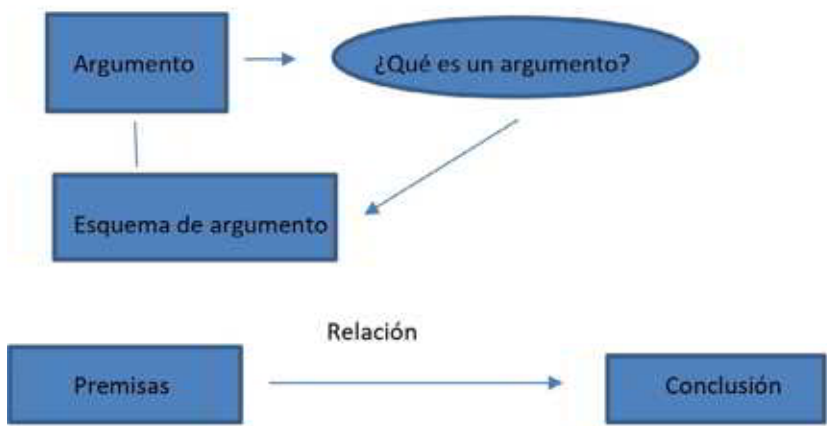 Argumento
¿Qué es un argumento?
Esquema de argumento
Relación
Premisas
Conclusión